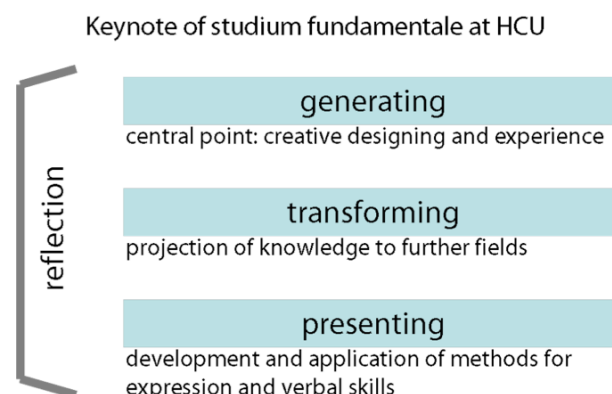 Keynote of studium fundamentale at HCU
generating
central point: creative designing and experience
transforming
projection of knowledge to further fields
reflection
presenting
development and application of methods for
expression and verbal skills